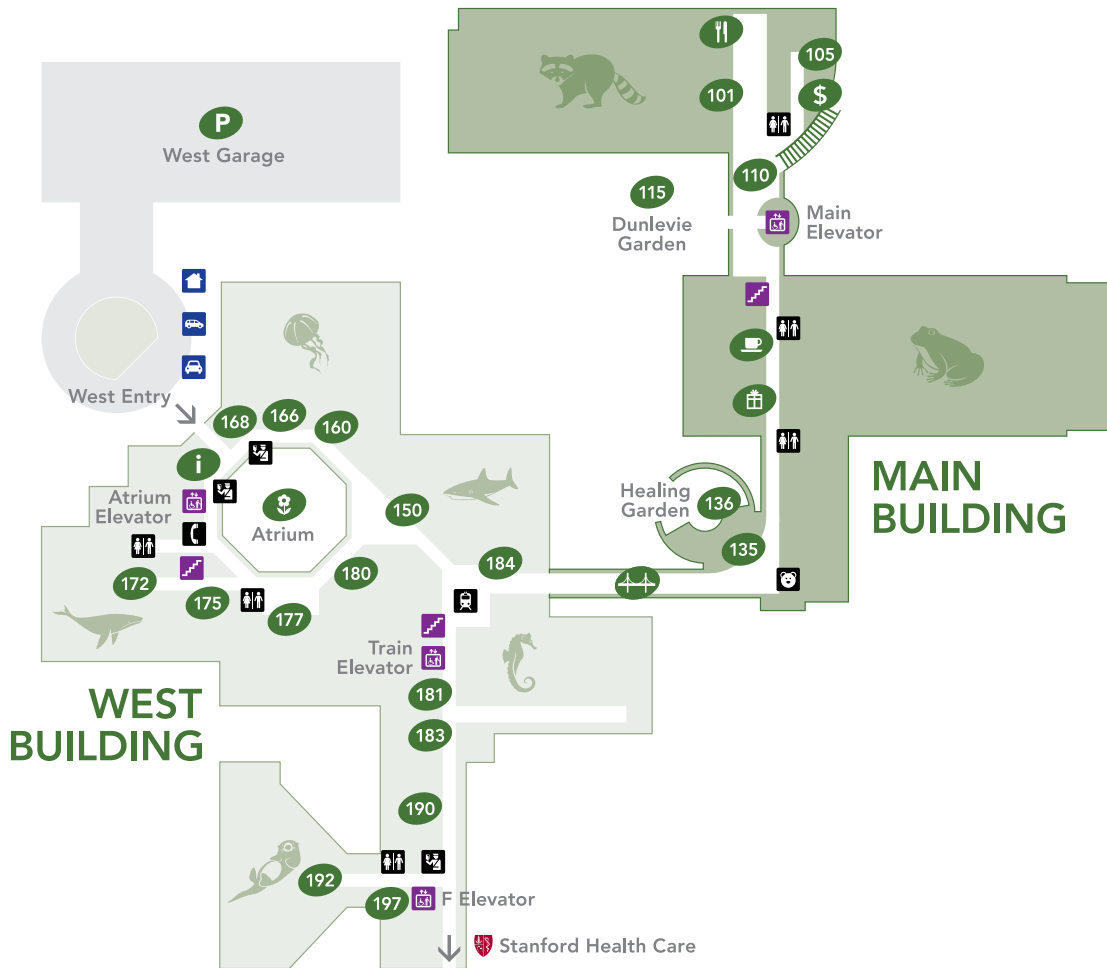 105
101
$
P
West Garage
110
115
Dunlevie
Garden
Main
Elevator
West Entry
168
166
160
i
Atrium
Elevator
Atrium
150
Healing
Garden
136
MAIN
BUILDING
135
172
175
177
180
184
Train
Elevator
181
183
WEST
BUILDING
190
192
197
F Elevator
Stanford Health Care